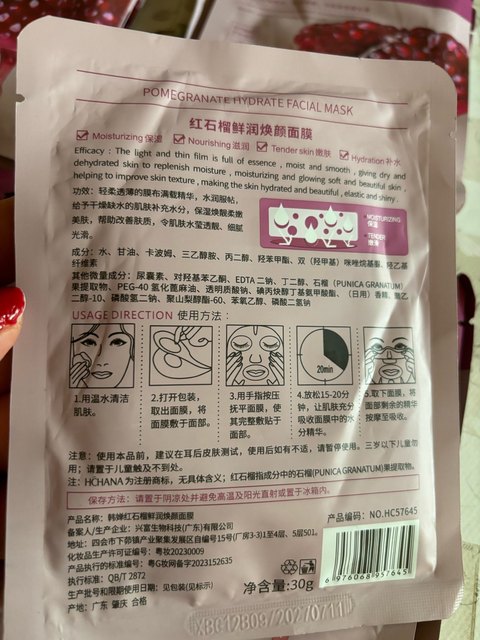 POMEGRANATE HYDRATE FACIAL MASK
红石榴鲜润焕颜面膜
Moisturizing 保湿 Nourishing 滋润 Tender skin 嫩肤 Hydration 补水
Efficacy : The light and thin film is full of essence , moist and smooth , giving dry and
dehydrated skin to replenish moisture , moisturizing and glowing soft and beautiful skin ,
helping to improve skin texture , making the skin hydrated and beautiful , elastic and shiny .
功效：轻柔透薄的膜布满载精华，水润服帖，
给予干燥缺水的肌肤补充水分，保湿焕靓柔嫩
美肤，帮助改善肤质，令肌肤水莹透靓、细腻
光滑。
MOISTURIZING
保湿
TENDER
嫩滑
成分：水、甘油、卡波姆、三乙醇胺、丙二醇、羟苯甲酯、双（羟甲基）咪唑烷基脲、羟乙基
纤维素
其他微量成分：尿囊素、对羟基苯乙酮、EDTA 二钠、丁二醇、石榴（PUNICA GRANATUM）
果提取物、PEG-40 氢化蓖麻油、透明质酸钠、碘丙炔醇丁基氨甲酸酯、（日用）香精、聚乙
二醇-10、磷酸氢二钠、聚山梨醇酯-60、苯氧乙醇、磷酸二氢钠
USAGE DIRECTION 使用方法：
20min
1.用温水清洁
肌肤。
2.打开包装，
取出面膜，将
面膜敷于面部。
3.用手指按压
抚平面膜，使
其完整敷贴于
面部。
4.放松15-20分
钟，让肌肤充分
吸收面膜中的水
分精华。
5.取下面膜，将
面部剩余的精华
按摩至吸收。
注意：使用本品前，建议在耳后皮肤测试，使用后如有不适，请暂停使用。三岁以下儿童勿
用；请置于儿童触及不到处。
注：HCHANA为注册商标，无具体含义；红石榴指成分中的石榴(PUNICA GRANATUM)果提取物。
保存方法：请置于阴凉处并避免高温及阳光直射或置于冰箱内。
产品名称：韩婵红石榴鲜润焕颜面膜
备案人/生产企业：兴富生物科技(广东)有限公司
地址：四会市下茆镇产业聚集发展区自编号15号(厂房3-3)1至4层、5层501。
化妆品生产许可证编号：粤妆20230009
产品执行的标准编号：粤G妆网备字2023152635
执行标准：QB/T 2872
生产批号和限期使用日期：见包装(见标示)
产地：广东 肇庆 合格
产品编号：NO.HC57645
6 976068 957645
净含量:30g
XBC12B09/20270711